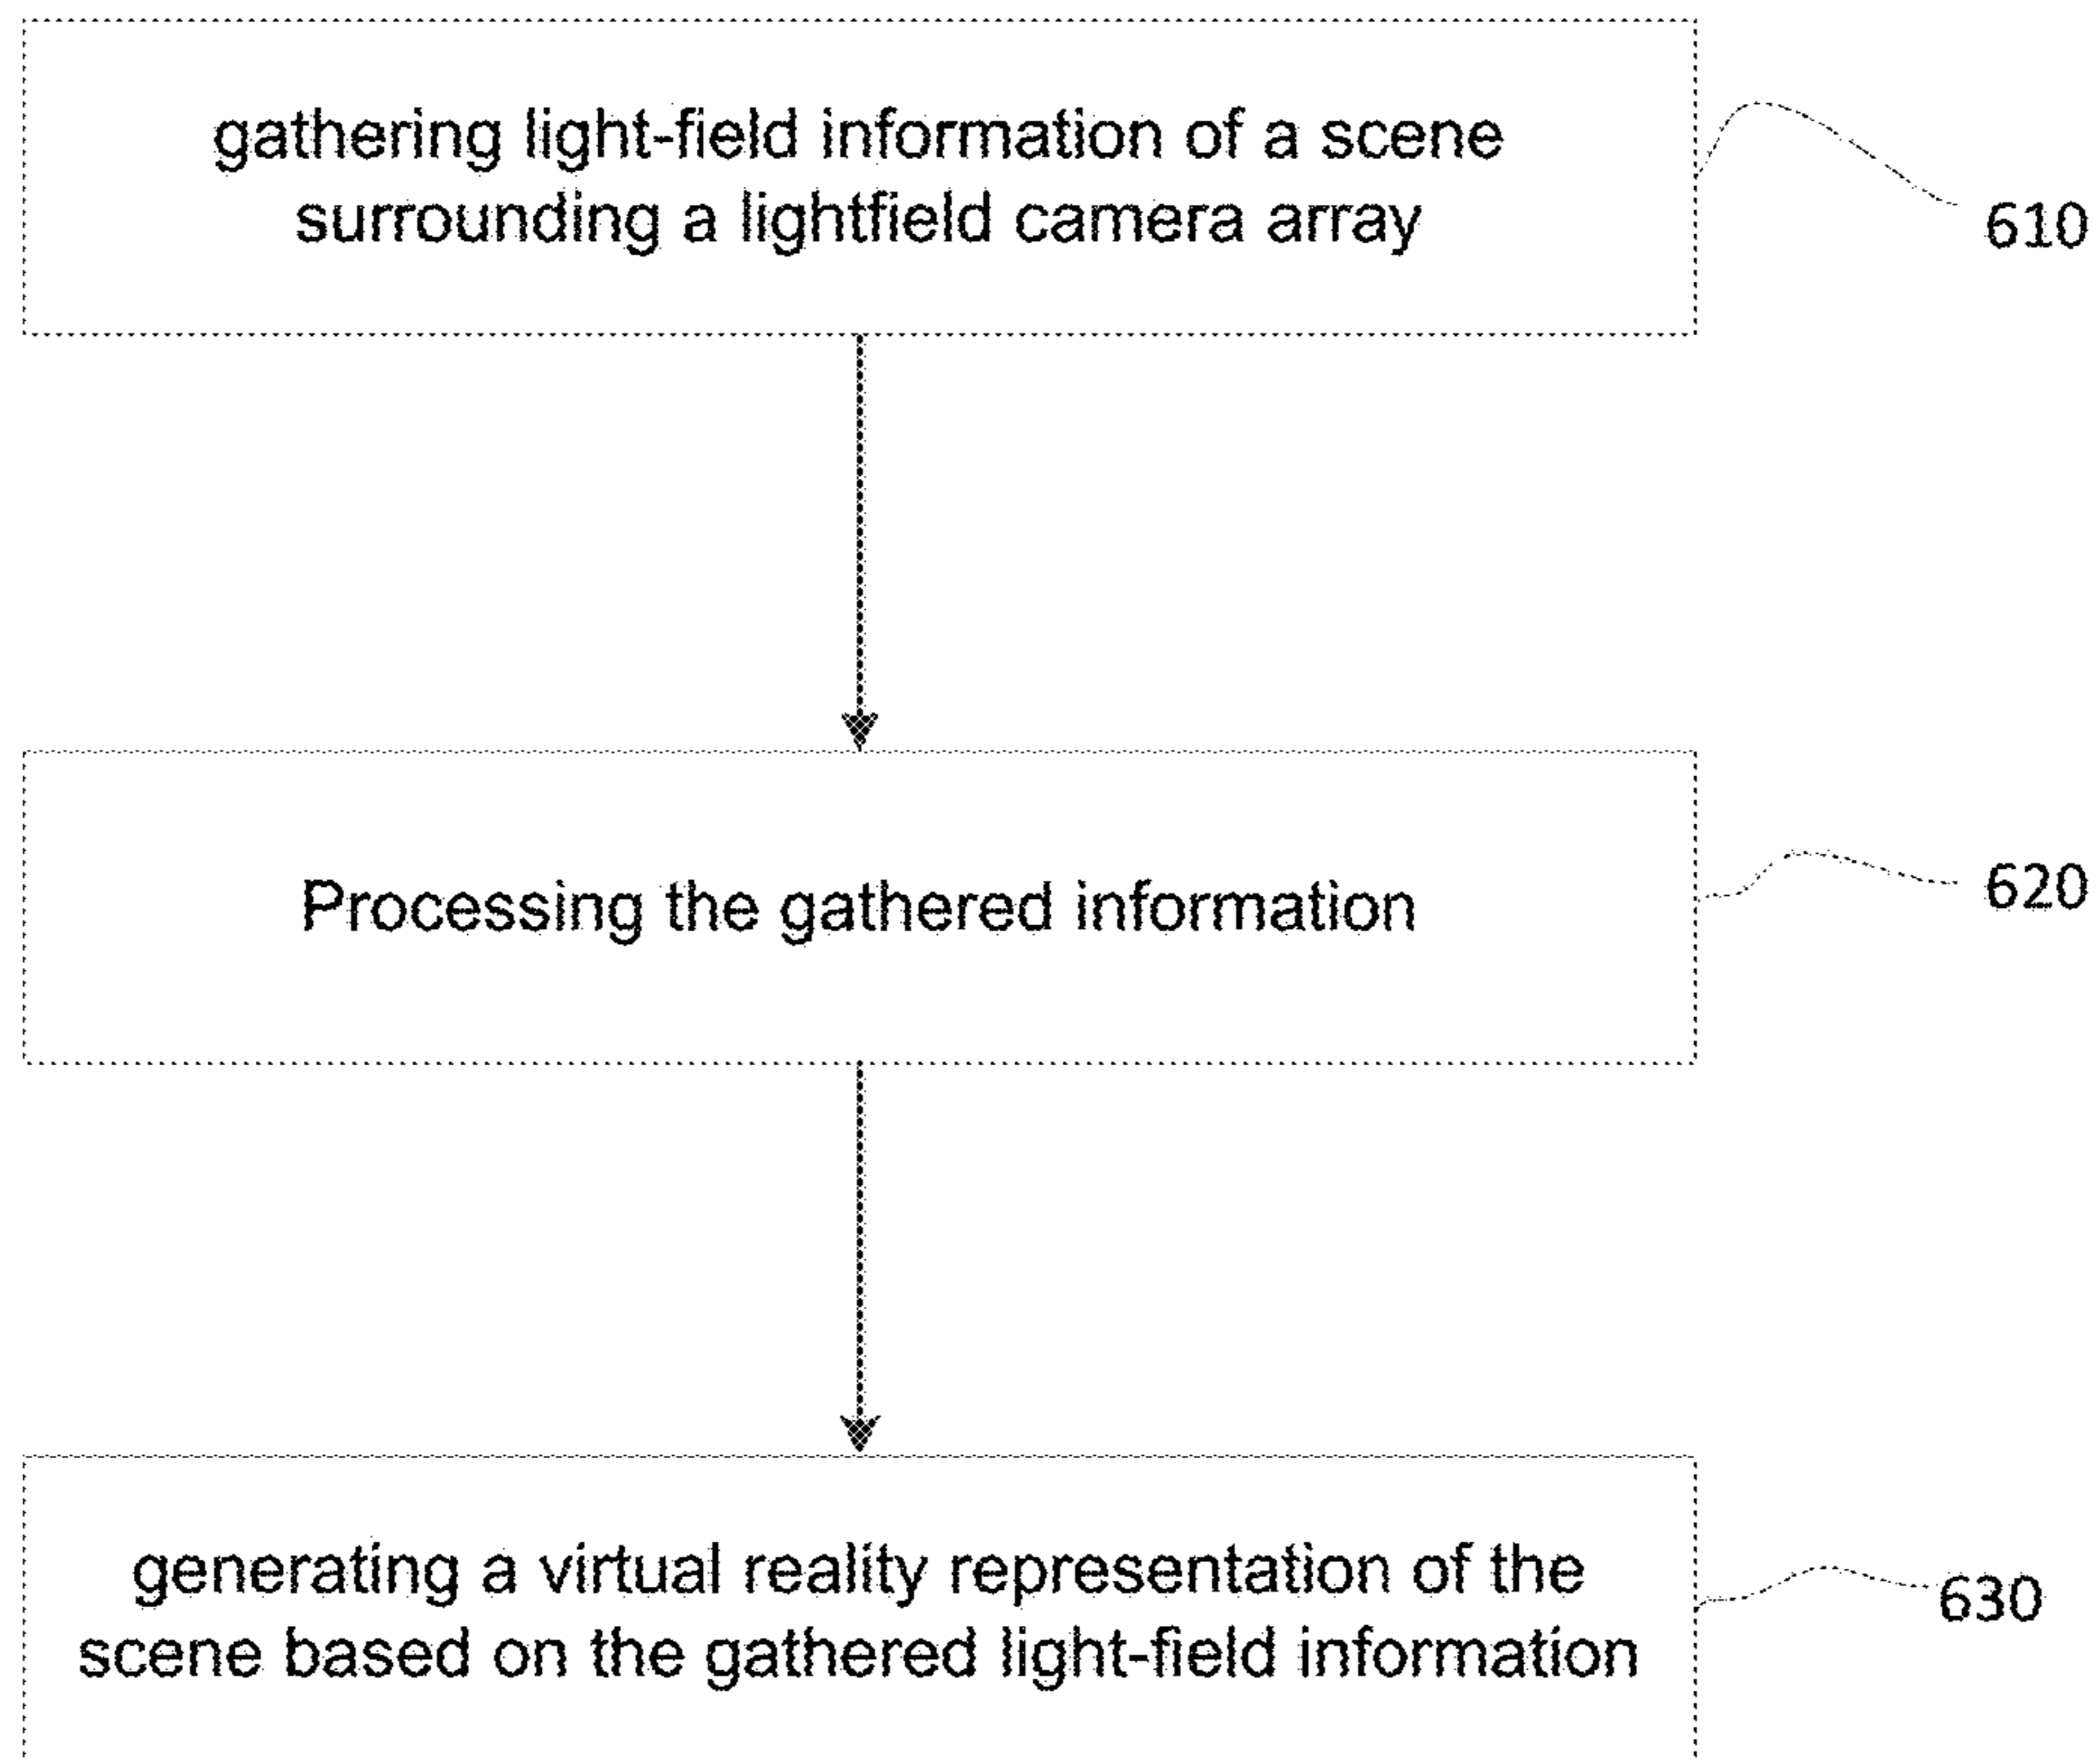 gathering light-field information of a scene
surrounding a lightfield camera array
610
Processing the gathered information
620
generating a virtual reality representation of the
scene based on the gathered light-field information
630